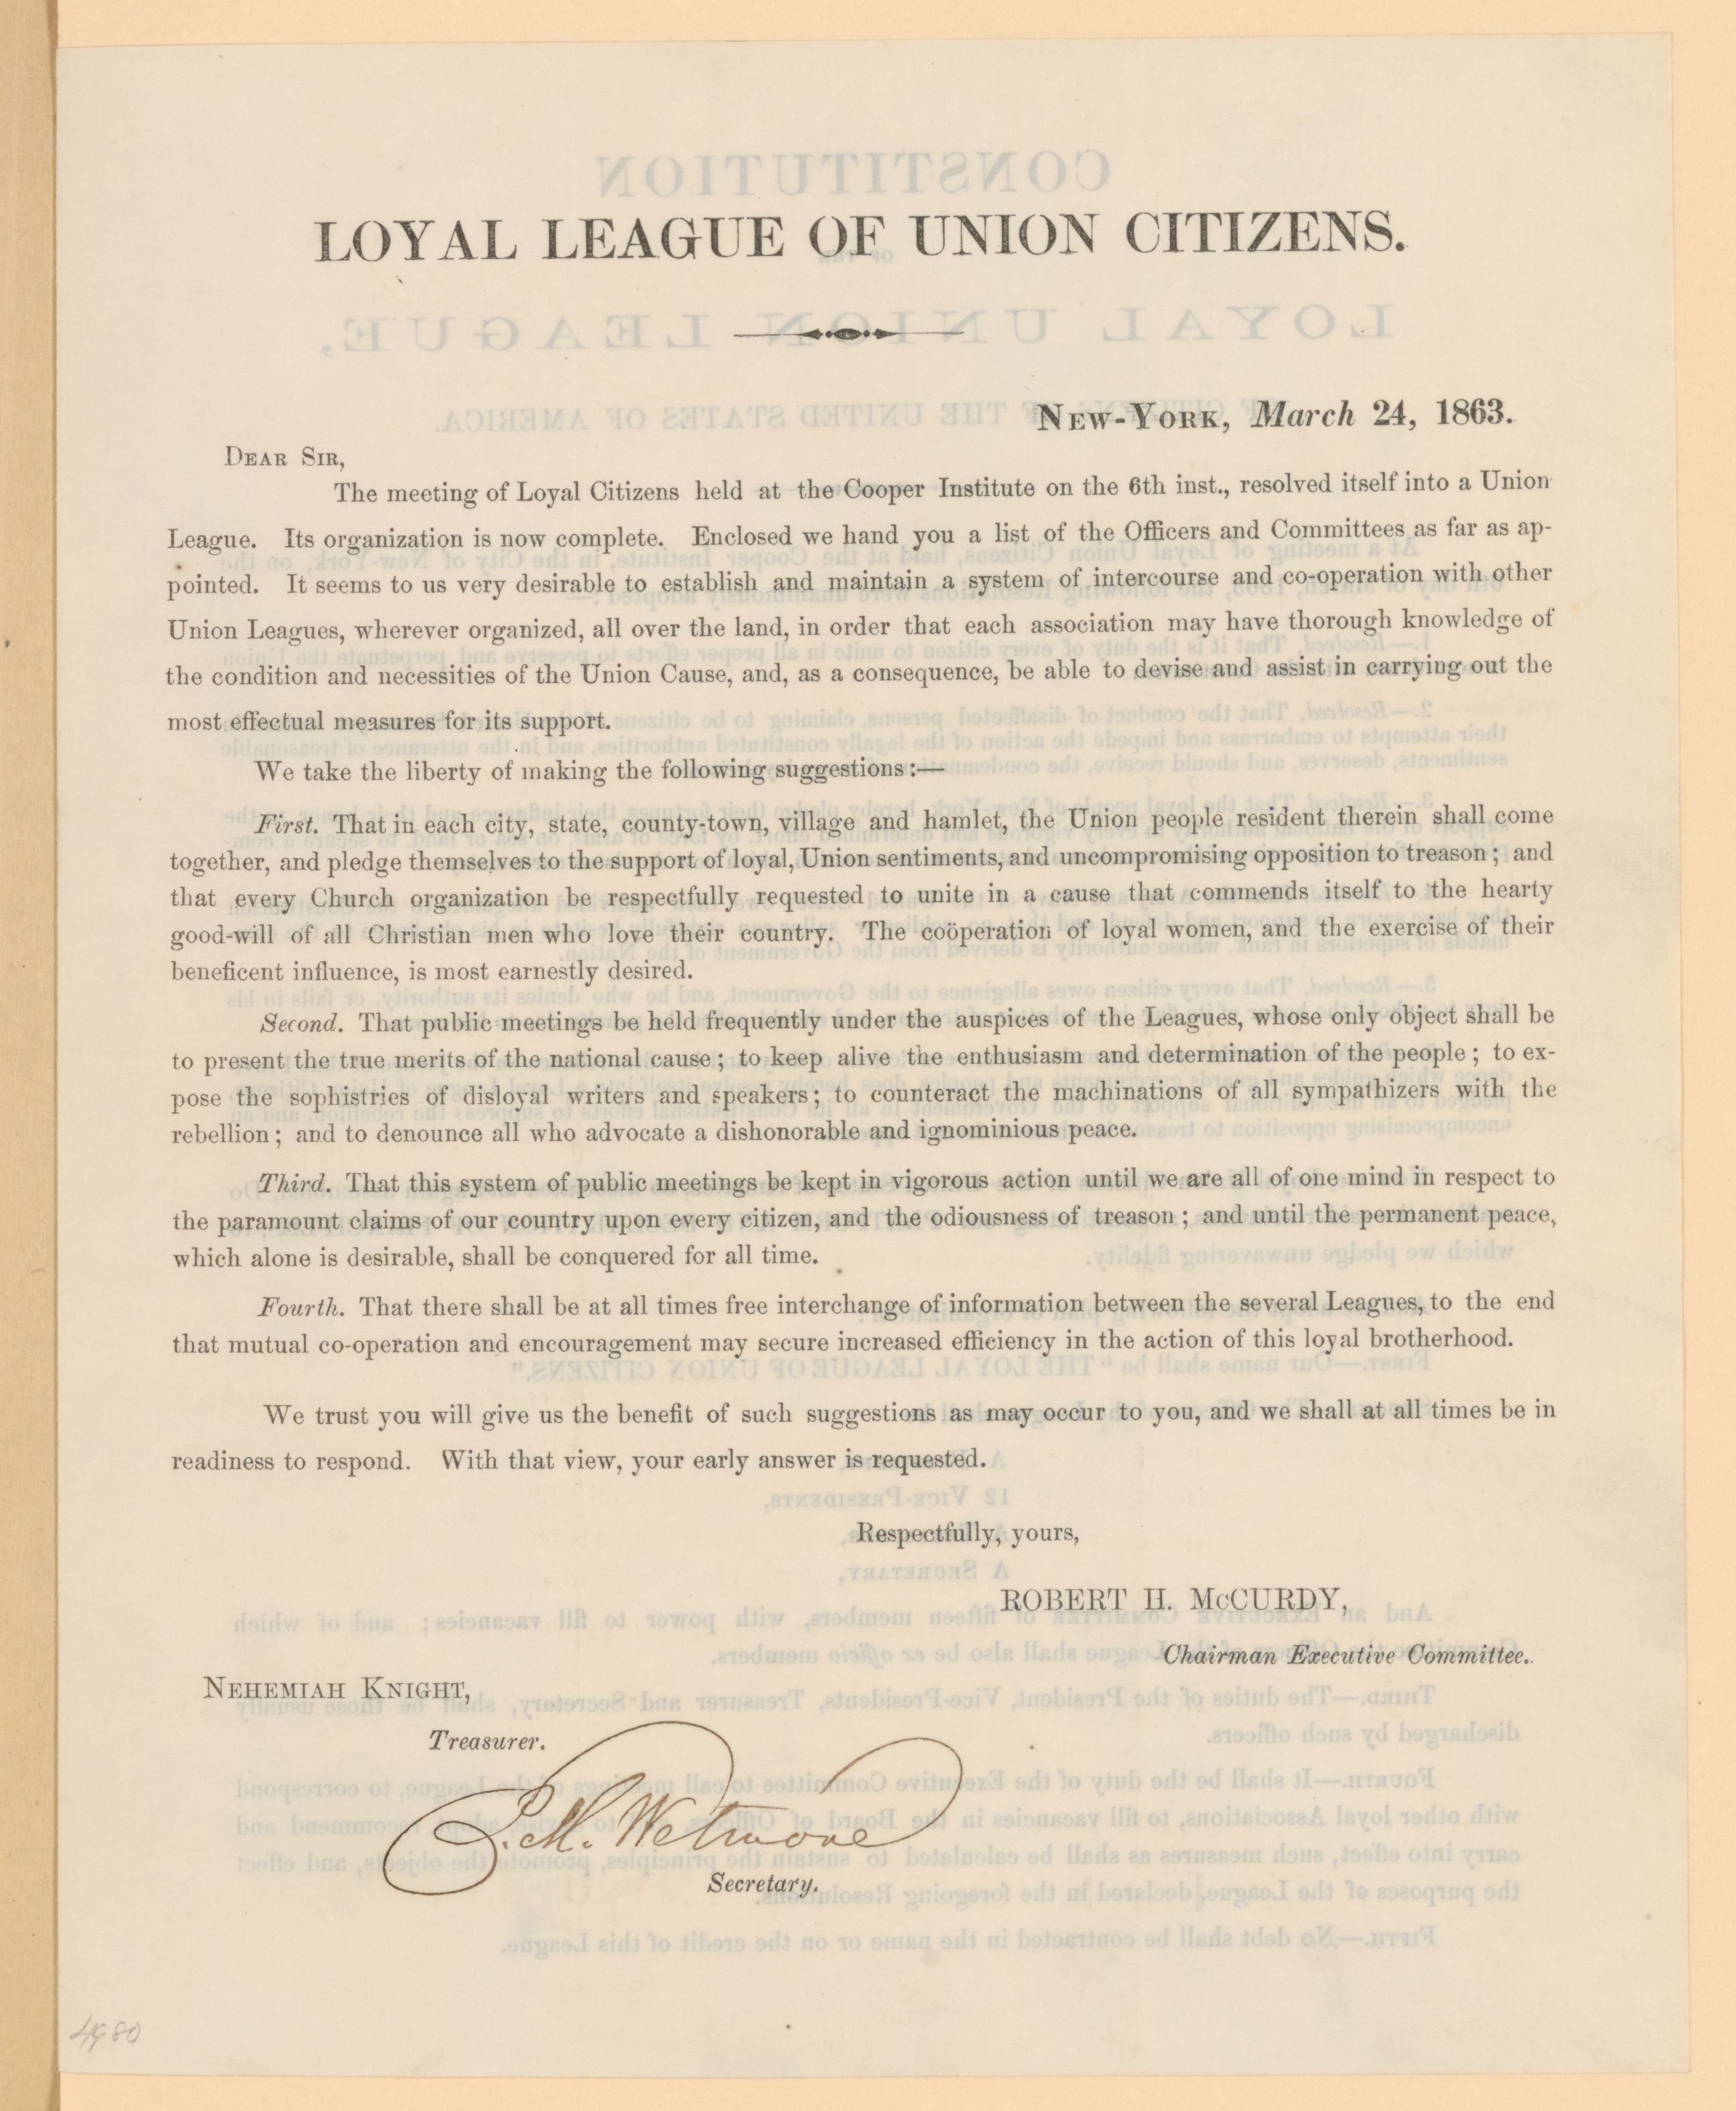 LOYAL LEAGUE OF UNION CITIZENS.
NEW-YORK, March 24, 1863.
DEAR SIR,
The meeting of Loyal Citizens held at the Cooper Institute on the 6th inst., resolved itself into a Union
League. Its organization is now complete. Enclosed we hand you a list of the Officers and Committees as far as ap-
pointed. It seems to us very desirable to establish and maintain a system of intercourse and co-operation with other
Union Leagues, wherever organized, all over the land, in order that each association may have thorough knowledge of
the condition and necessities of the Union Cause, and, as a consequence, be able to devise and assist in carrying out the
most effectual measures for its support.
We take the liberty of making the following suggestions:—
First. That in each city, state, county-town, village and hamlet, the Union people resident therein shall come
together, and pledge themselves to the support of loyal, Union sentiments, and uncompromising opposition to treason; and
that every Church organization be respectfully requested to unite in a cause that commends itself to the hearty
good-will of all Christian men who love their country. The coöperation of loyal women, and the exercise of their
beneficent influence, is most earnestly desired.
Second. That public meetings be held frequently under the auspices of the Leagues, whose only object shall be
to present the true merits of the national cause; to keep alive the enthusiasm and determination of the people; to ex-
pose the sophistries of disloyal writers and speakers; to counteract the machinations of all sympathizers with the
rebellion; and to denounce all who advocate a dishonorable and ignominious peace.
Third. That this system of public meetings be kept in vigorous action until we are all of one mind in respect to
the paramount claims of our country upon every citizen, and the odiousness of treason; and until the permanent peace,
which alone is desirable, shall be conquered for all time.
Fourth. That there shall be at all times free interchange of information between the several Leagues, to the end
that mutual co-operation and encouragement may secure increased efficiency in the action of this loyal brotherhood.
We trust you will give us the benefit of such suggestions as may occur to you, and we shall at all times be in
readiness to respond. With that view, your early answer is requested.
Respectfully, yours,
ROBERT H. McCURDY,
Chairman Executive Committee.
NEHEMIAH KNIGHT,
Treasurer.
P. M. Wetmore
Secretary.